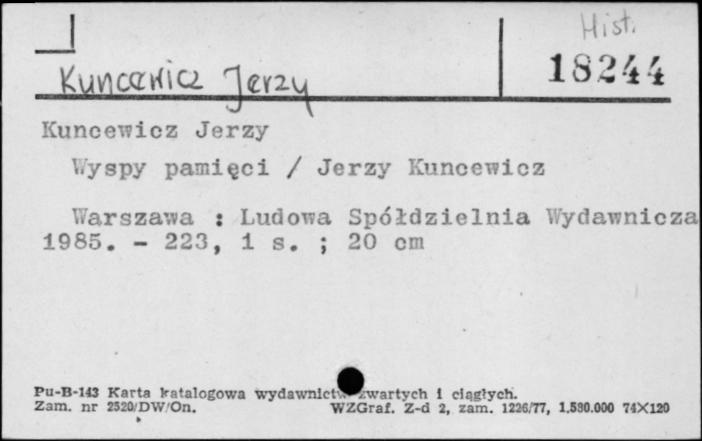 Hist.
18244
Kuncewicz Jerzy
Kuncewicz Jerzy
Wyspy pamięci / Jerzy Kuncewicz
Warszawa : Ludowa Spółdzielnia Wydawnicza
1985. - 223, 1 s. ; 20 cm
Pu-B-143 Karta katalogowa wydawnictw zwartych i ciągłych.
Zam. nr 2520/DW/On. WZGraf. Z-d 2, zam. 1226/77, 1,580.000 74×120